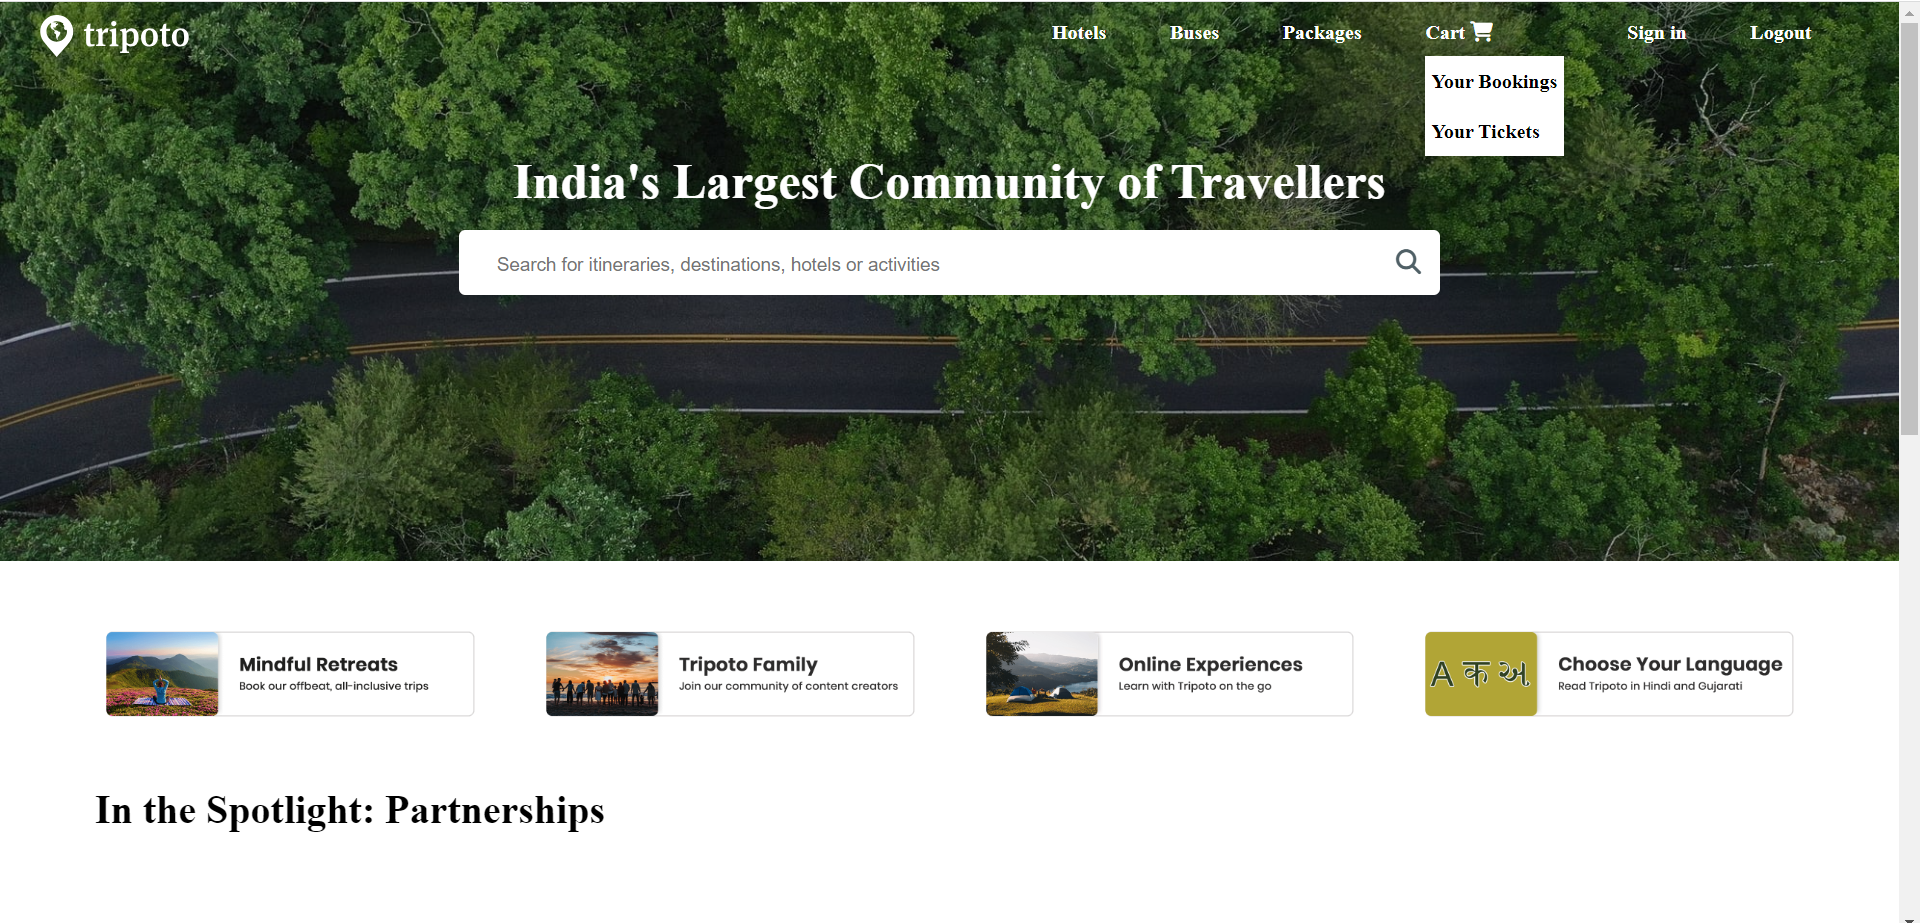 tripoto
Hotels
Buses
Packages
Cart
Sign in
Logout
Your Bookings
Your Tickets
India's Largest Community of Travellers
Search for itineraries, destinations, hotels or activities
Mindful Retreats
Book our offbeat, all-inclusive trips
Tripoto Family
Join our community of content creators
Online Experiences
Learn with Tripoto on the go
A क અ
Choose Your Language
Read Tripoto in Hindi and Gujarati
In the Spotlight: Partnerships